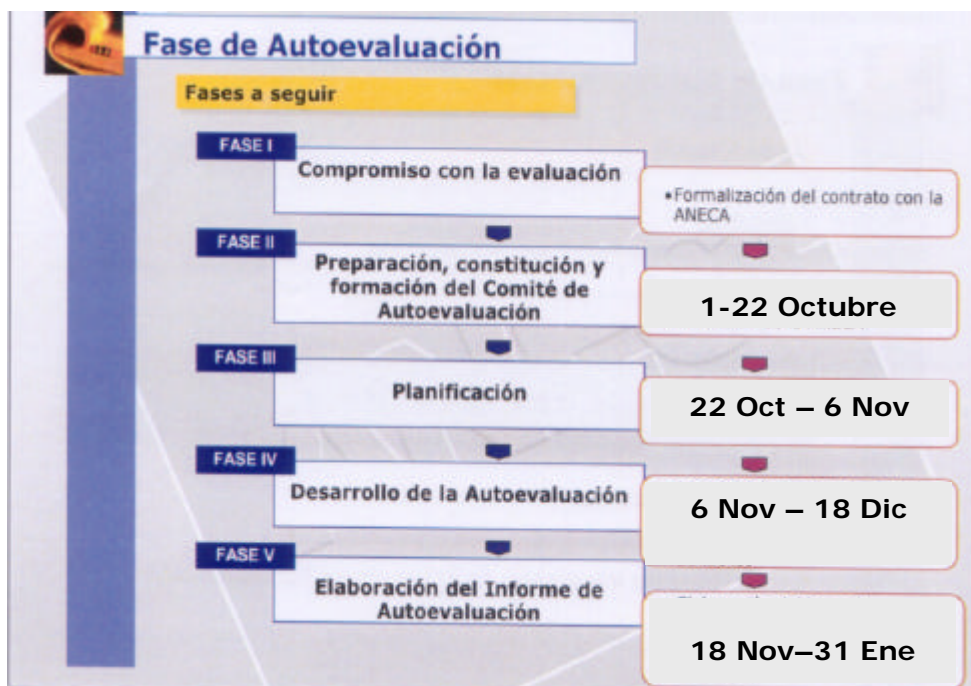 Fase de Autoevaluación
Fases a seguir
FASE I
Compromiso con la evaluación
•Formalización del contrato con la
ANECA
FASE II
Preparación, constitución y
formación del Comité de
Autoevaluación
1-22 Octubre
FASE III
Planificación
22 Oct – 6 Nov
FASE IV
Desarrollo de la Autoevaluación
6 Nov – 18 Dic
FASE V
Elaboración del Informe de
Autoevaluación
18 Nov–31 Ene